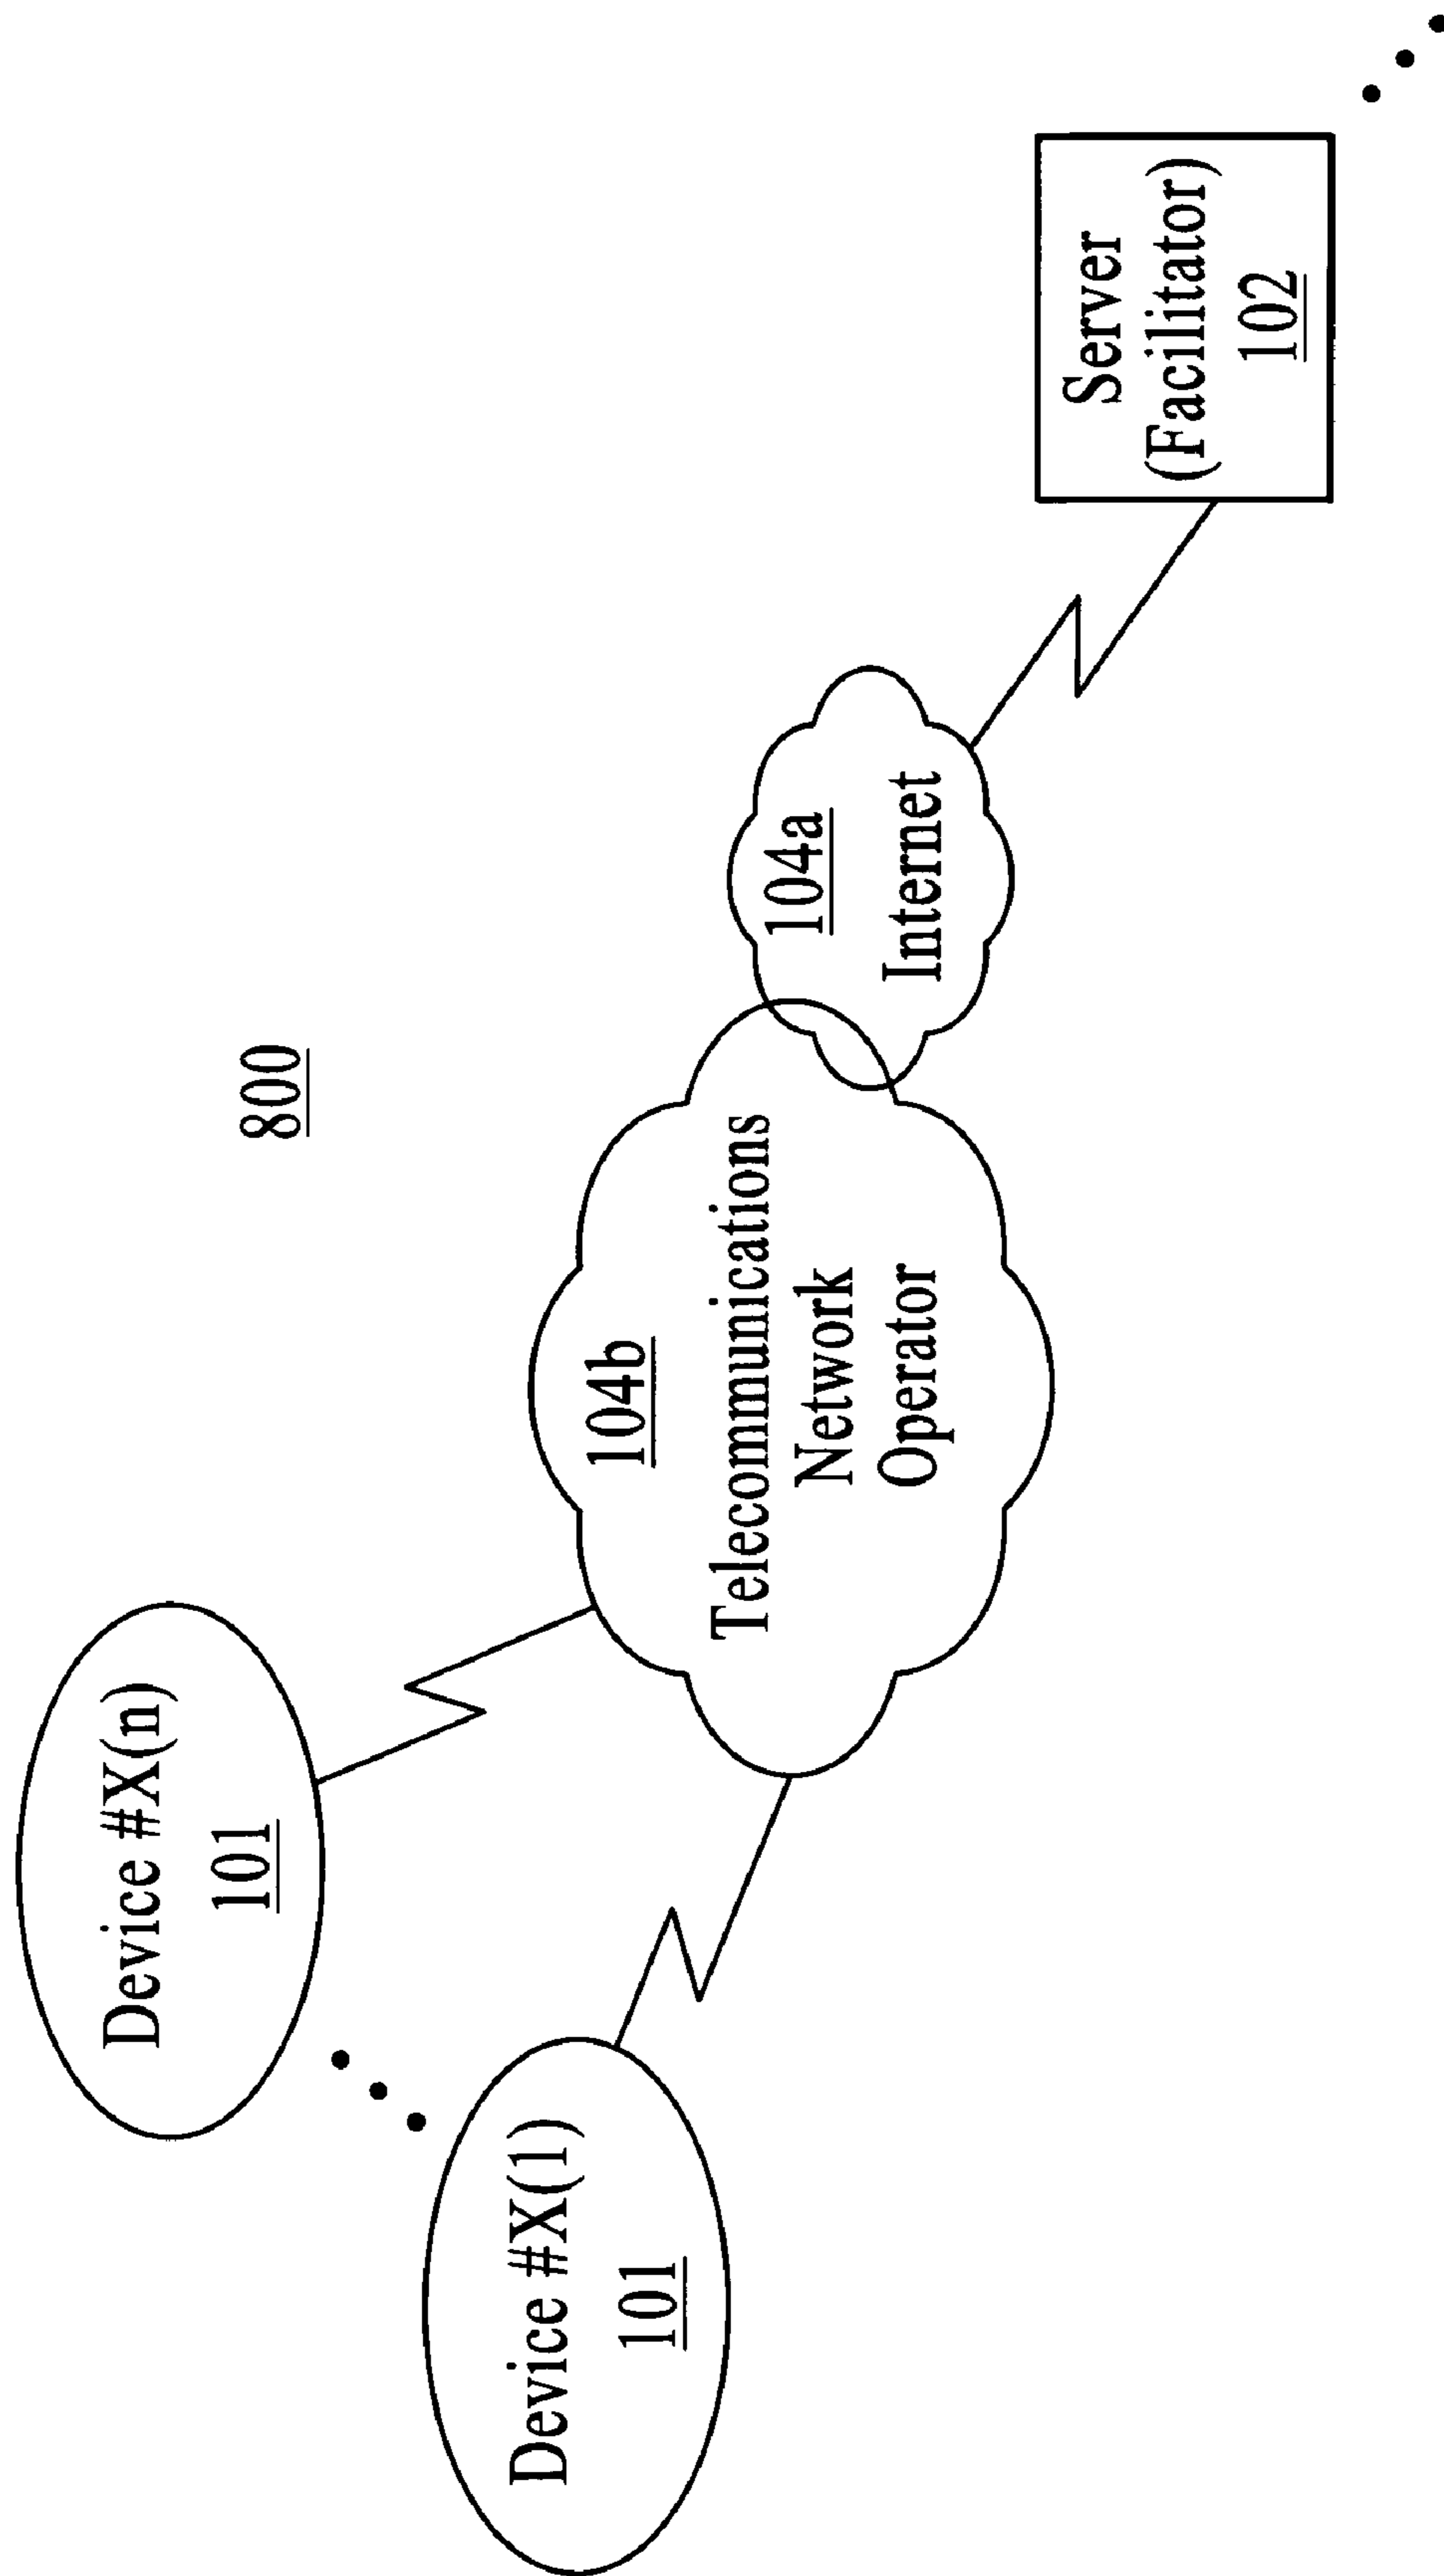 800
Device #X(n)
101
Device #X(1)
101
104b
Telecommunications
Network
Operator
104a
Internet
Server
(Facilitator)
102